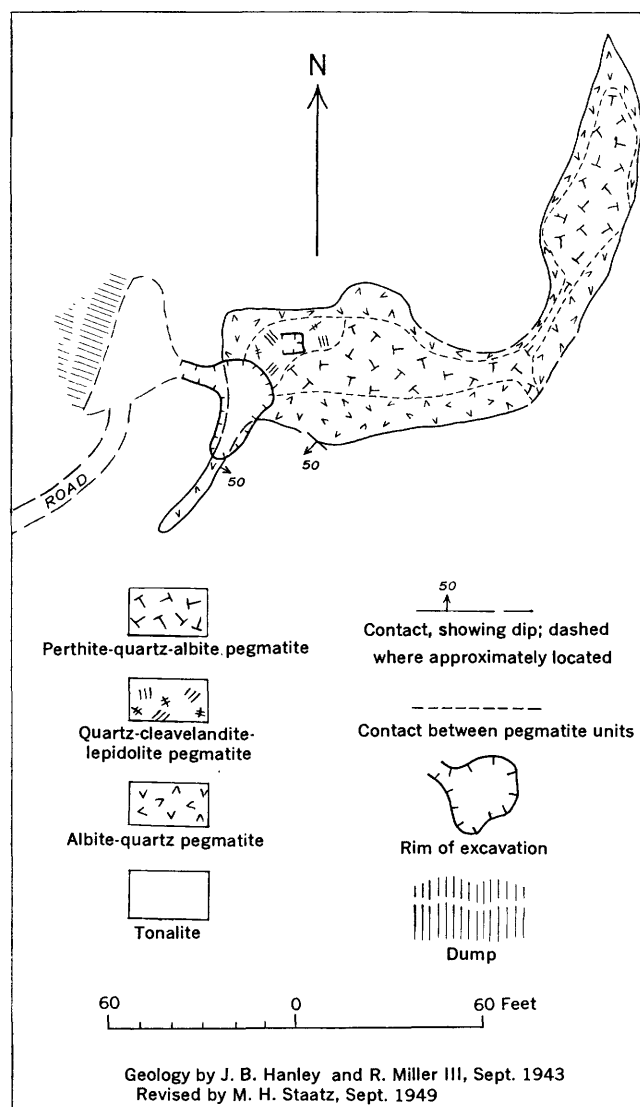 N
50
50
ROAD
Perthite-quartz-albite pegmatite
Quartz-cleavelandite-
lepidolite pegmatite
Albite-quartz pegmatite
Tonalite
50
Contact, showing dip; dashed
where approximately located
Contact between pegmatite units
Rim of excavation
Dump
60 0 60 Feet
Geology by J. B. Hanley and R. Miller III, Sept. 1943
Revised by M. H. Staatz, Sept. 1949